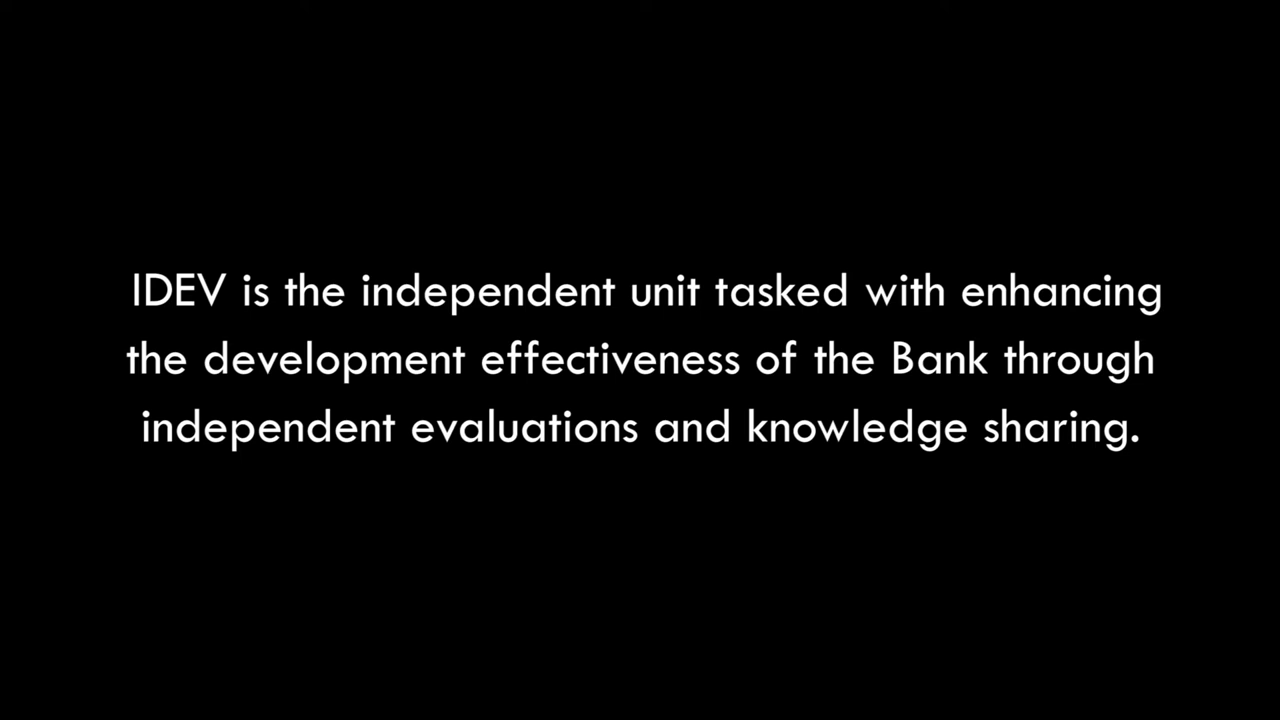 IDEV is the independent unit tasked with enhancing
the development effectiveness of the Bank through
independent evaluations and knowledge sharing.